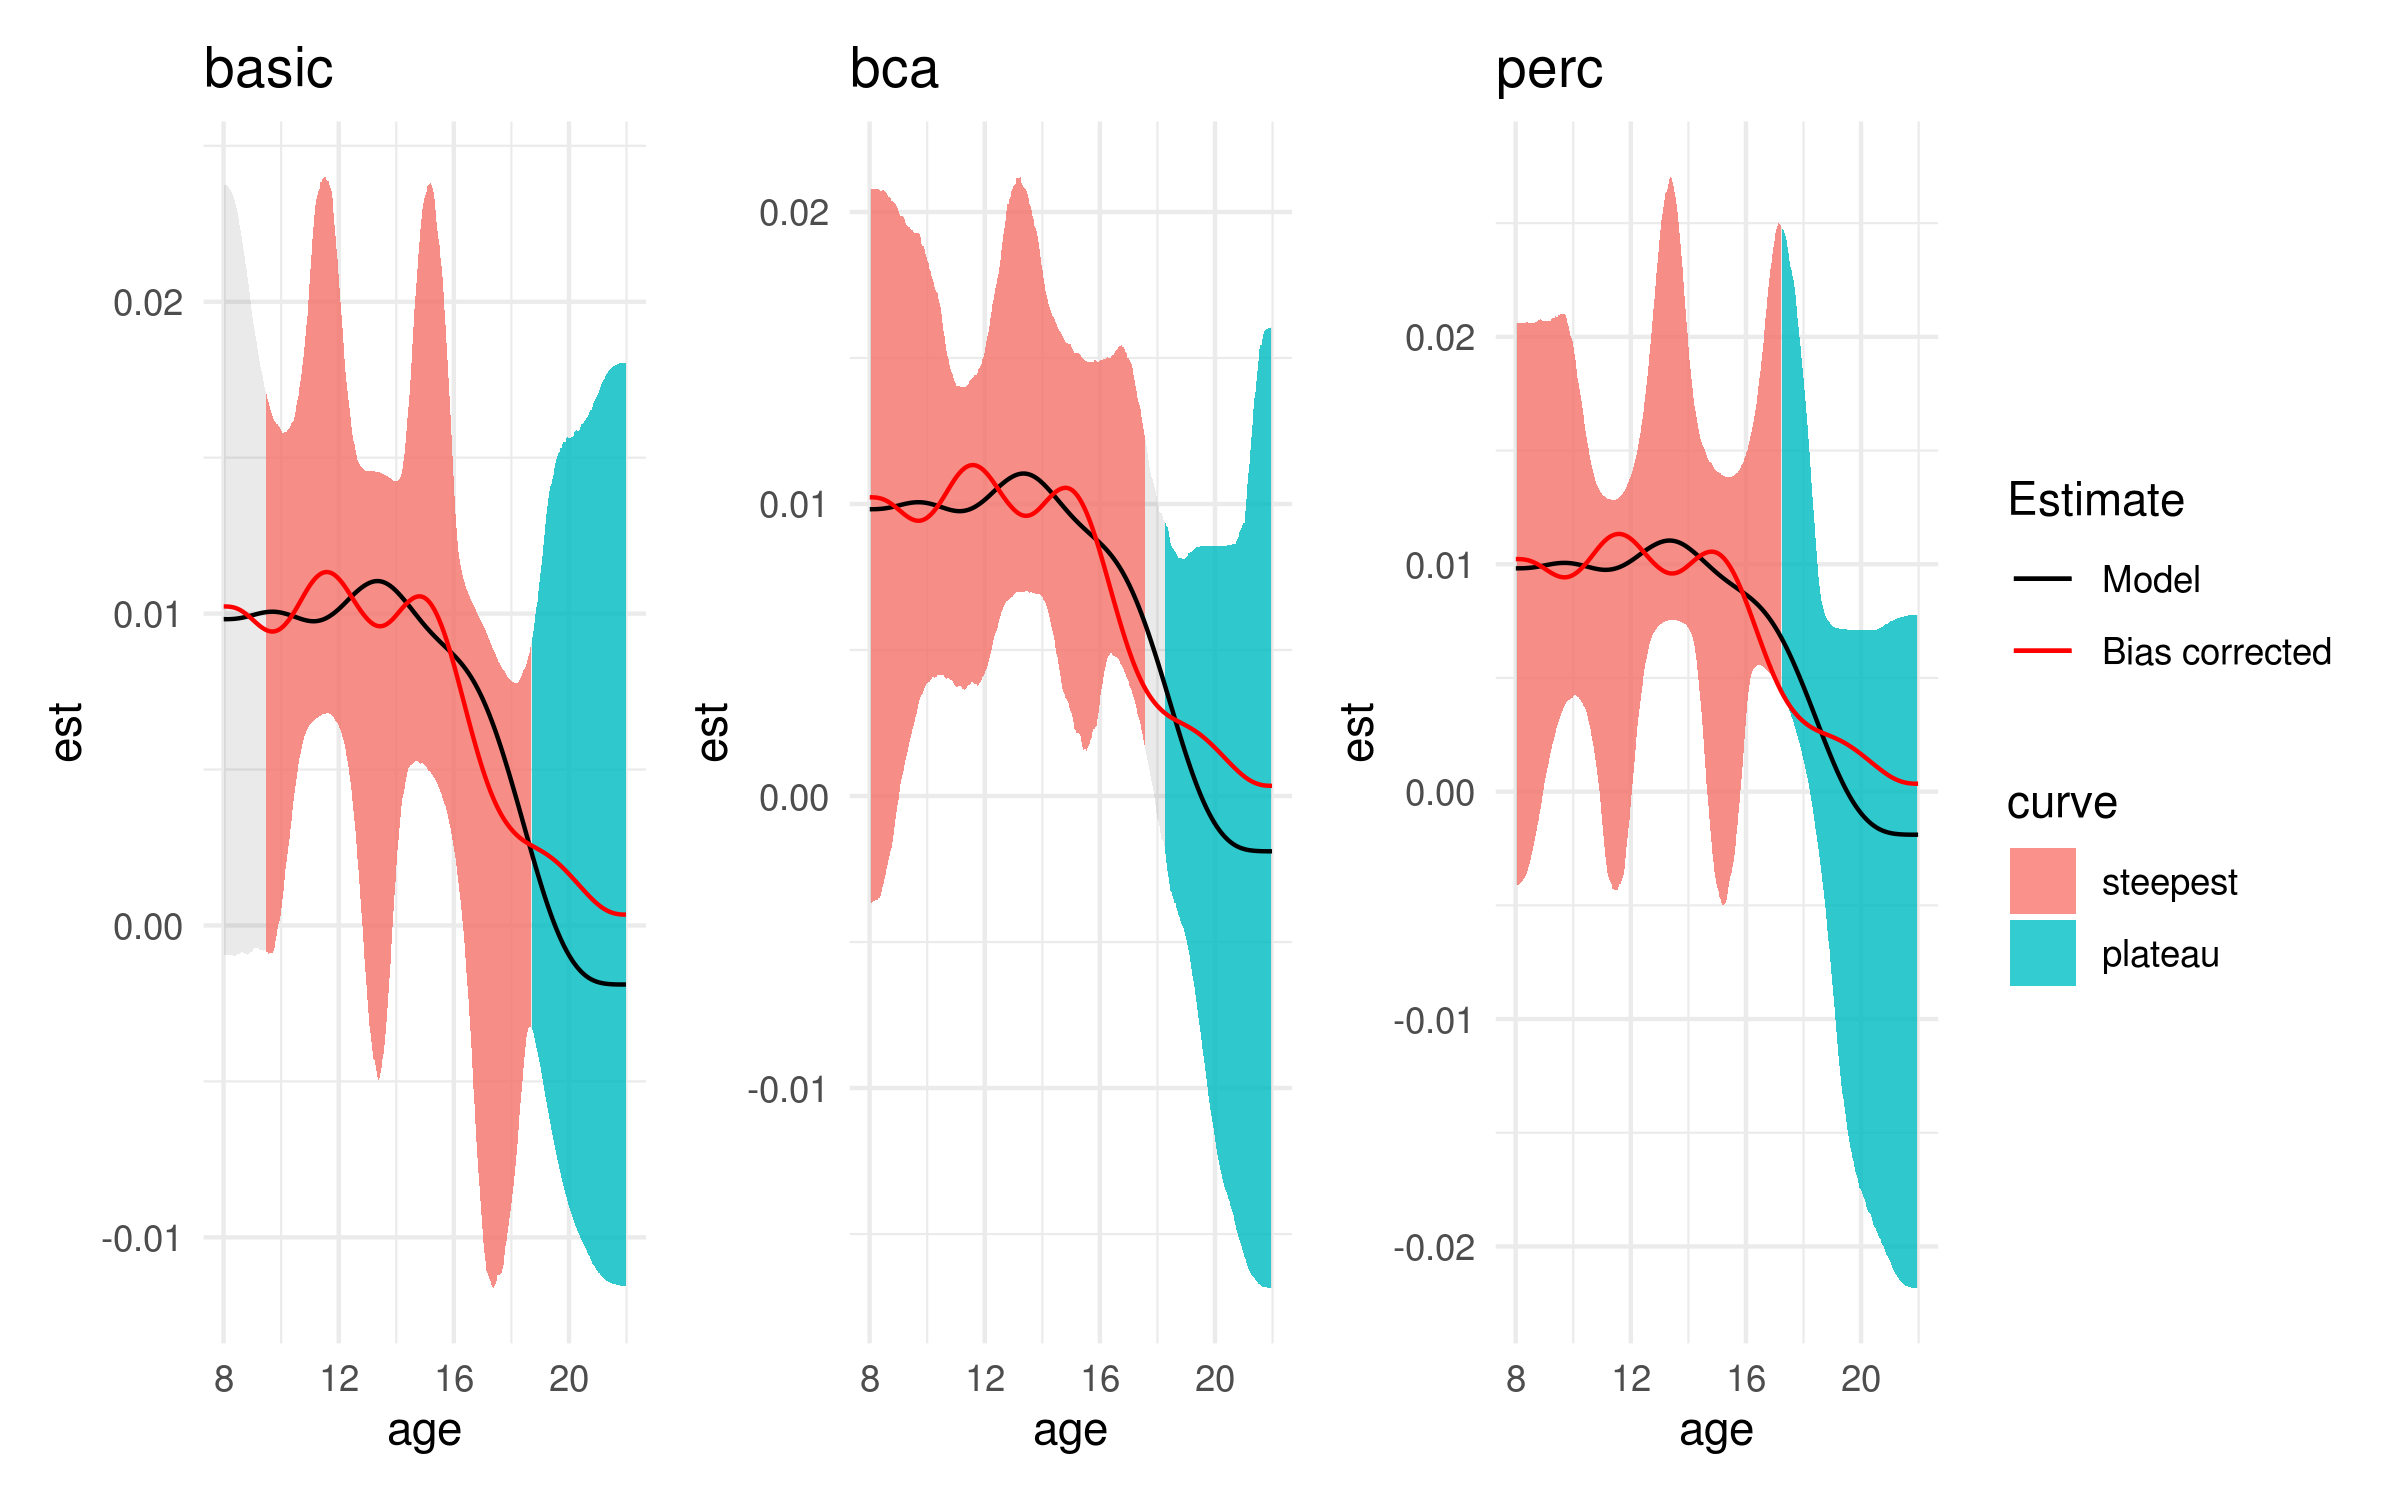 basic
bca
perc
0.02
0.01
0.00
-0.01
est
8 12 16 20
age
0.02
0.01
0.00
-0.01
est
8 12 16 20
age
0.02
0.01
0.00
-0.01
-0.02
est
8 12 16 20
age
Estimate
Model
Bias corrected
curve
steepest
plateau